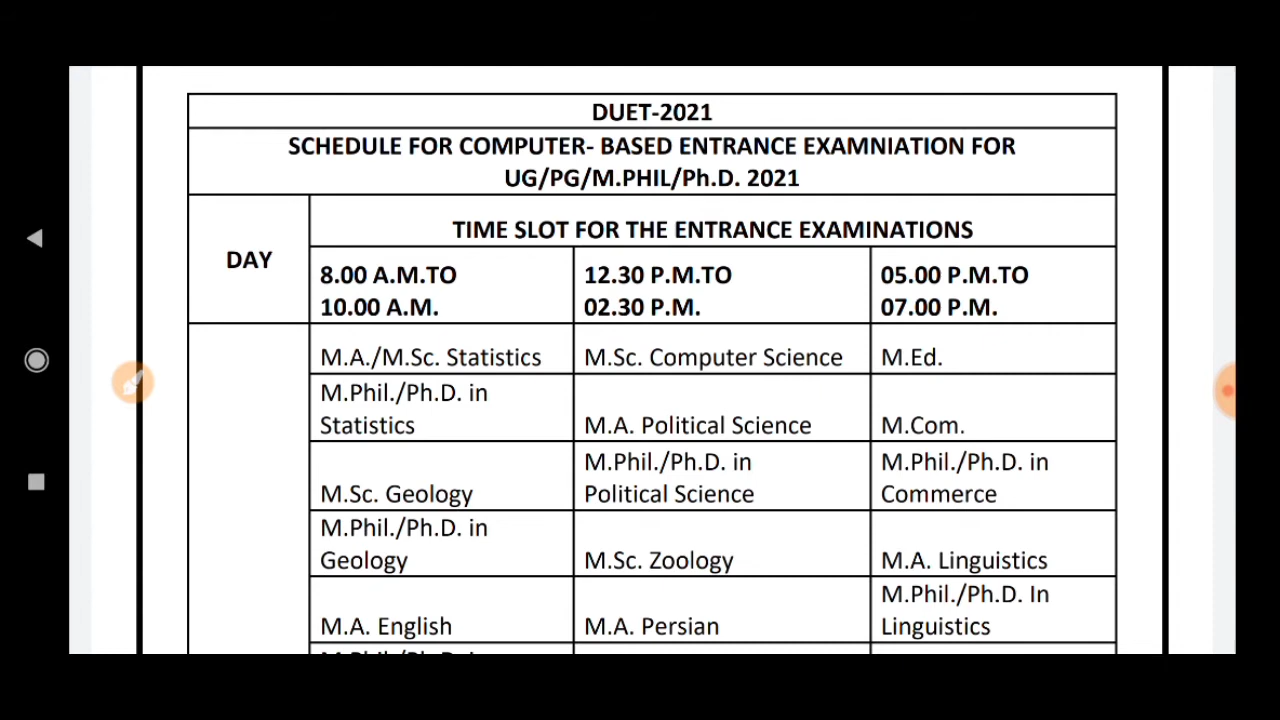 DUET-2021
SCHEDULE FOR COMPUTER- BASED ENTRANCE EXAMNIATION FOR
UG/PG/M.PHIL/Ph.D. 2021
DAY
TIME SLOT FOR THE ENTRANCE EXAMINATIONS
8.00 A.M.TO
10.00 A.M.
12.30 P.M.TO
02.30 P.M.
05.00 P.M.TO
07.00 P.M.
M.A./M.Sc. Statistics
M.Sc. Computer Science
M.Ed.
M.Phil./Ph.D. in
Statistics
M.A. Political Science
M.Com.
M.Sc. Geology
M.Phil./Ph.D. in
Political Science
M.Phil./Ph.D. in
Commerce
M.Phil./Ph.D. in
Geology
M.Sc. Zoology
M.A. Linguistics
M.A. English
M.A. Persian
M.Phil./Ph.D. In
Linguistics